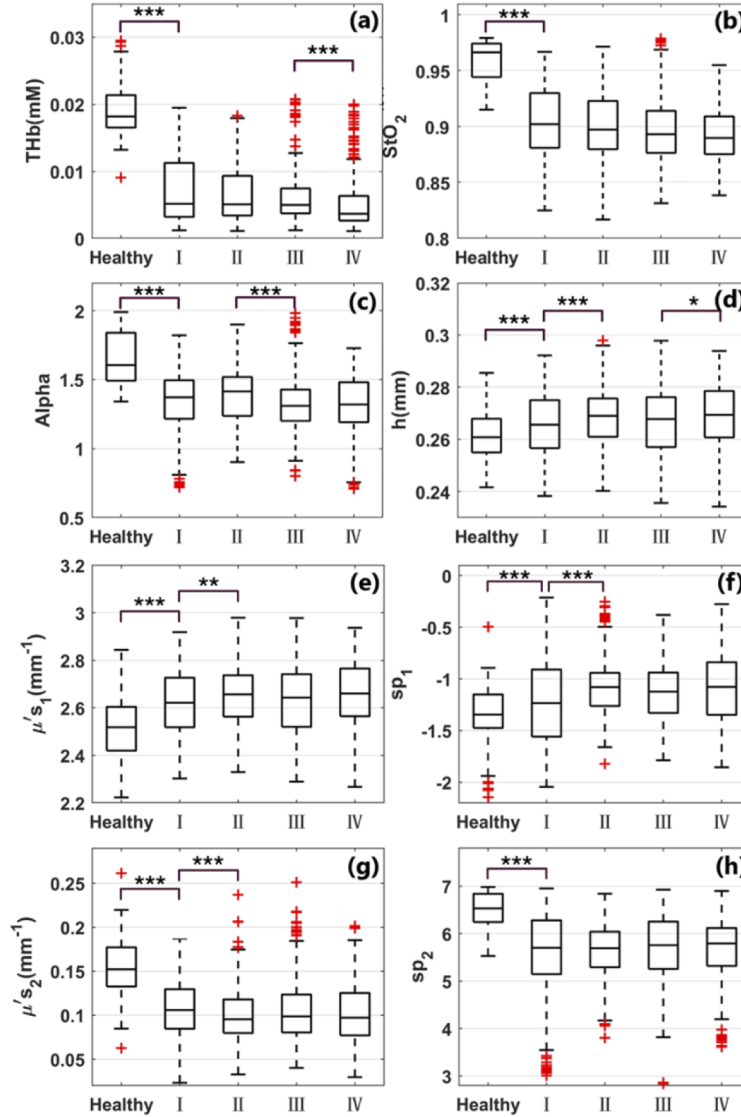 (a)
***
***
0.03
0.02
0.01
0
THb(mM)
Healthy I II III IV
(b)
***
0.95
0.9
0.85
0.8
StO2
Healthy I II III IV
(c)
***
***
2
1.5
1
0.5
Alpha
Healthy I II III IV
(d)
***
***
*
0.32
0.3
0.28
0.26
0.24
h(mm)
Healthy I II III IV
(e)
***
**
3.2
3
2.8
2.6
2.4
2.2
μ's1(mm-1)
Healthy I II III IV
(f)
***
***
0
-0.5
-1
-1.5
-2
sp1
Healthy I II III IV
(g)
***
***
0.25
0.2
0.15
0.1
0.05
μ's2(mm-1)
Healthy I II III IV
(h)
***
7
6
5
4
3
sp2
Healthy I II III IV